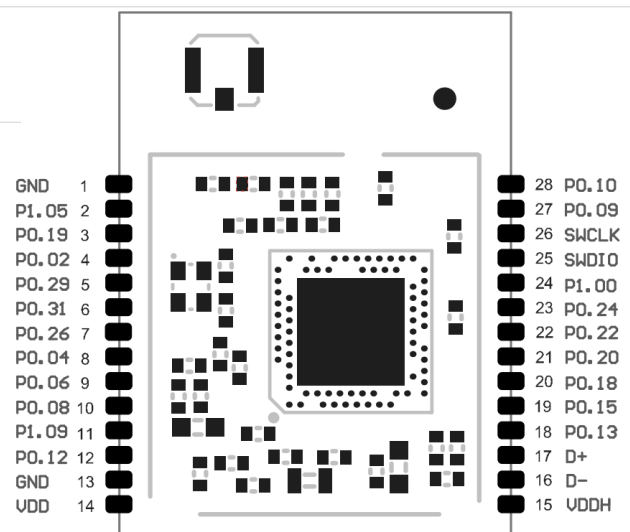 GND 1 28 P0.10
P1.05 2 27 P0.09
P0.19 3 26 SWCLK
P0.02 4 25 SWDIO
P0.29 5 24 P1.00
P0.31 6 23 P0.24
P0.26 7 22 P0.22
P0.04 8 21 P0.20
P0.06 9 20 P0.18
P0.08 10 19 P0.15
P1.09 11 18 P0.13
P0.12 12 17 D+
GND 13 16 D-
VDD 14 15 VDDH